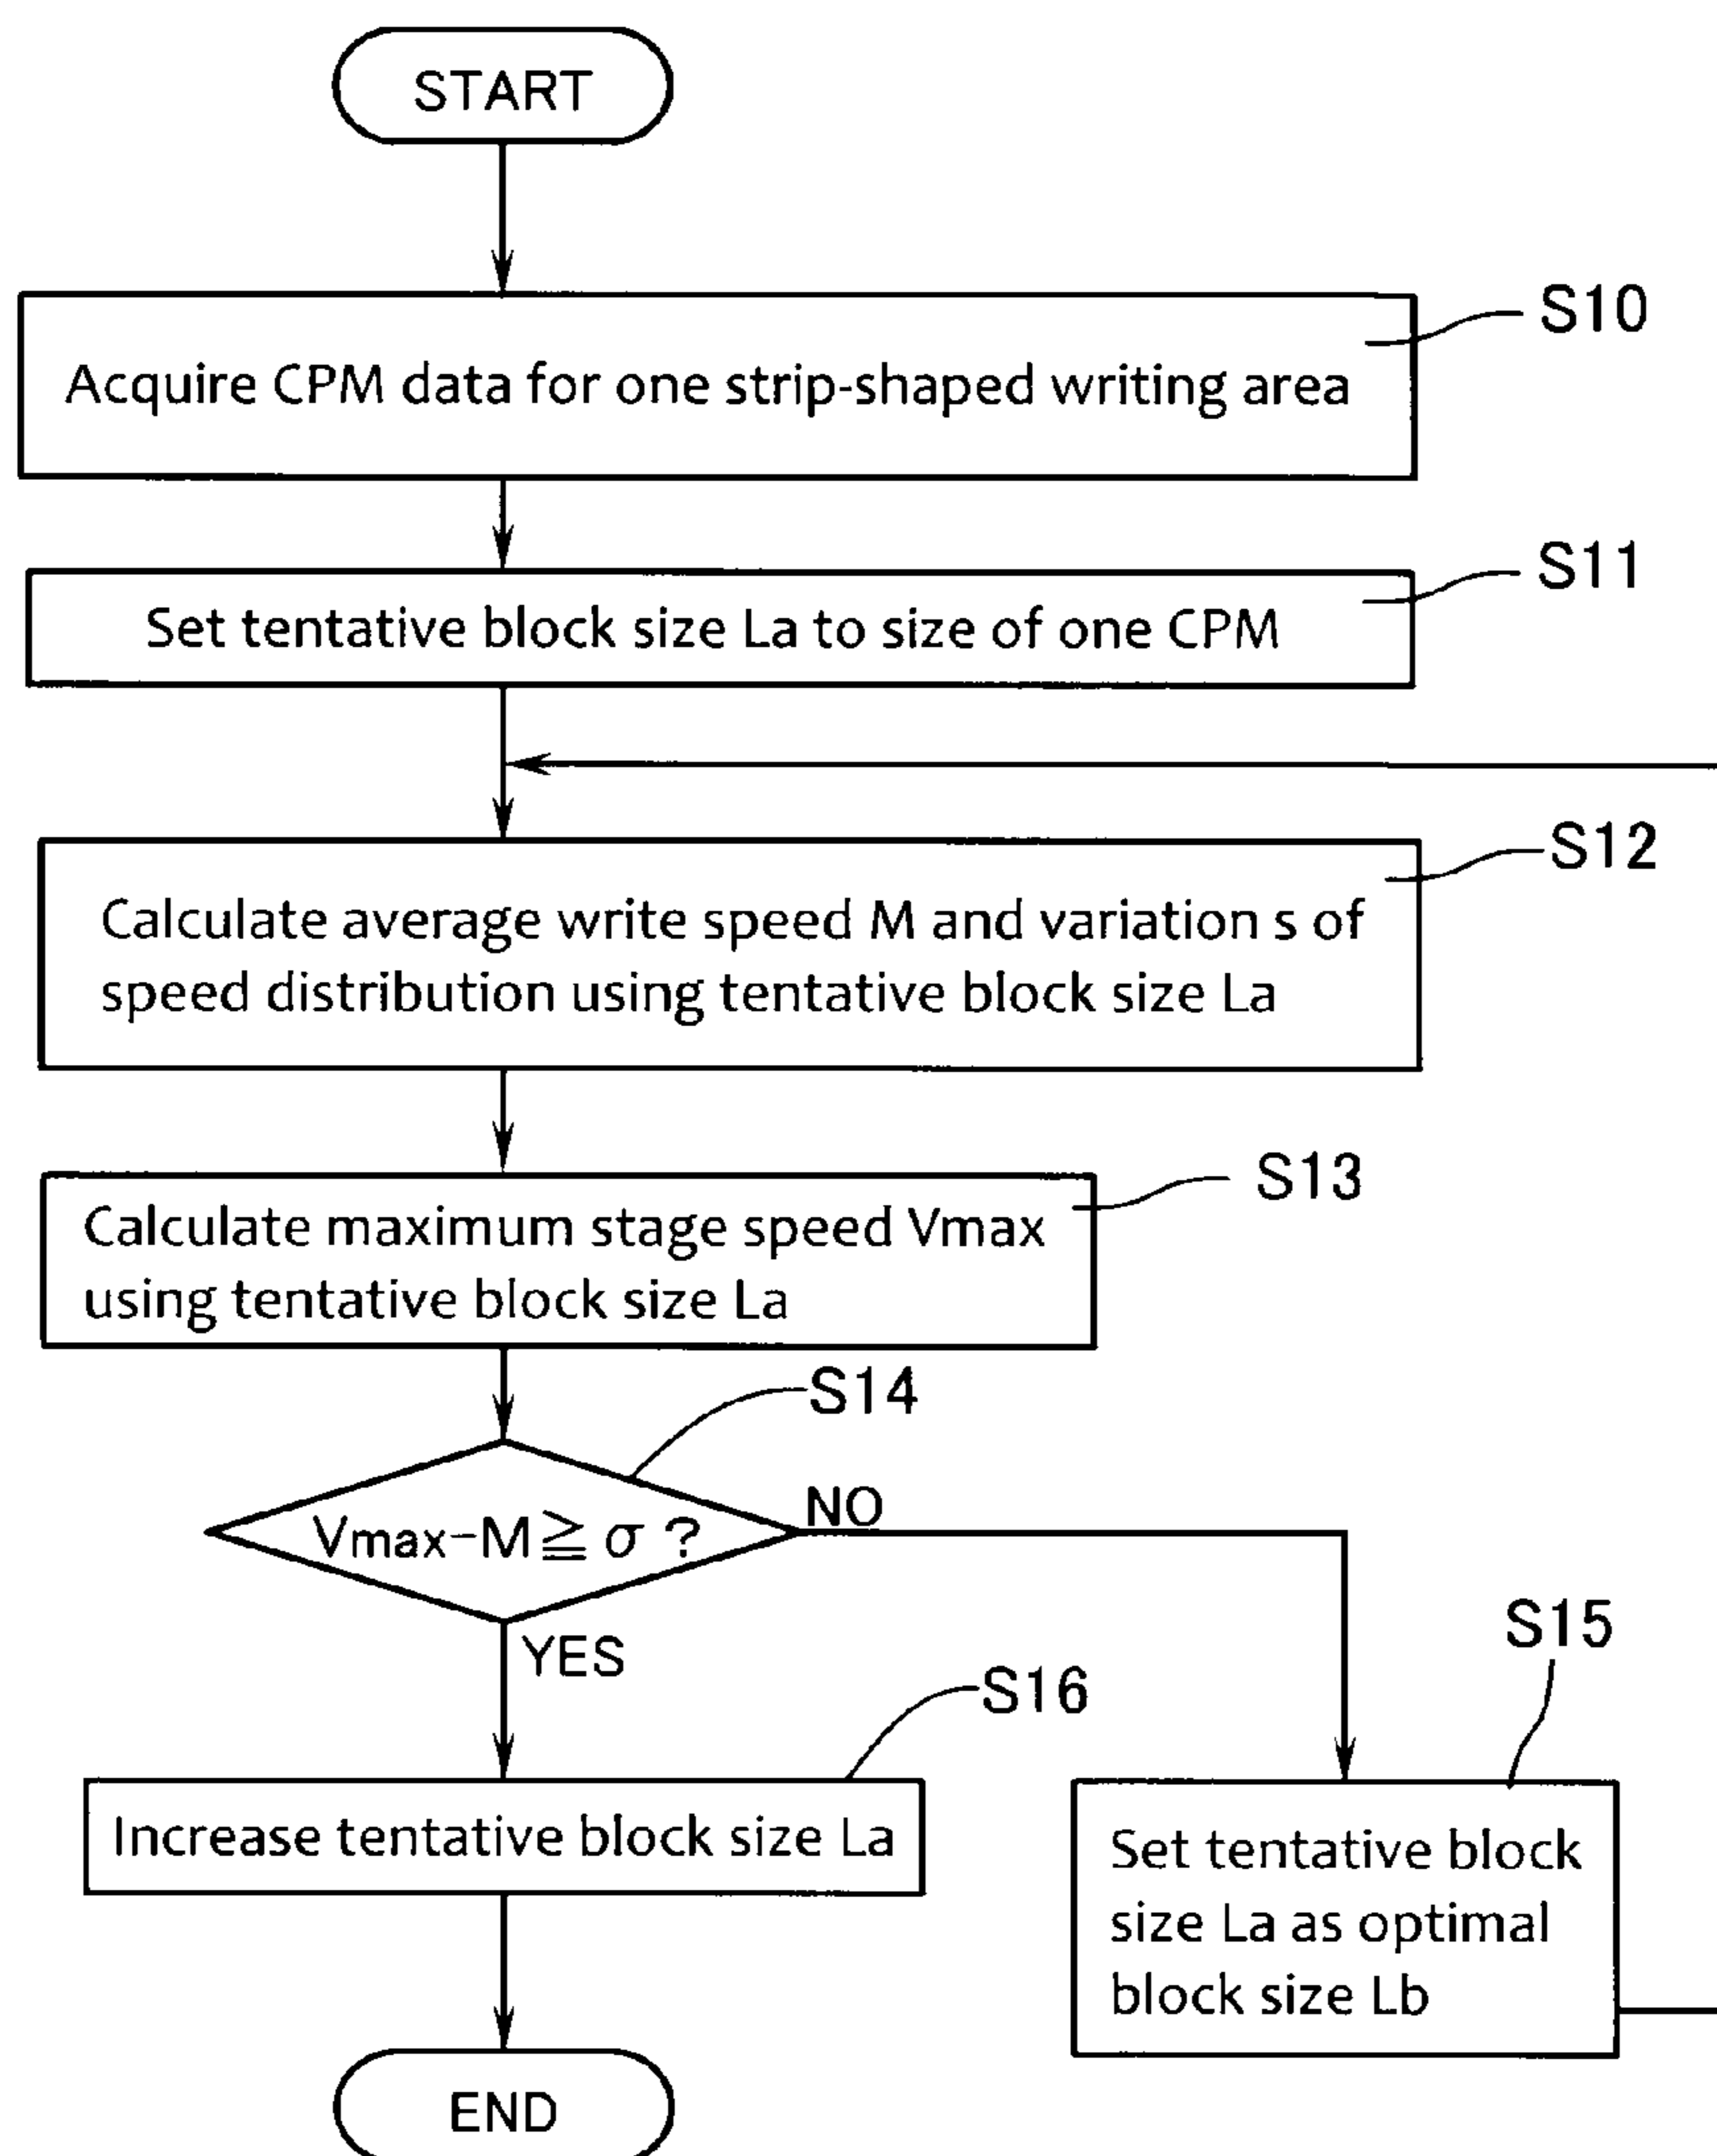 START
S10
Acquire CPM data for one strip-shaped writing area
S11
Set tentative block size La to size of one CPM
S12
Calculate average write speed M and variation s of
speed distribution using tentative block size La
S13
Calculate maximum stage speed Vmax
using tentative block size La
S14
Vmax-M≧σ?
NO
YES
S15
S16
Increase tentative block size La
Set tentative block
size La as optimal
block size Lb
END